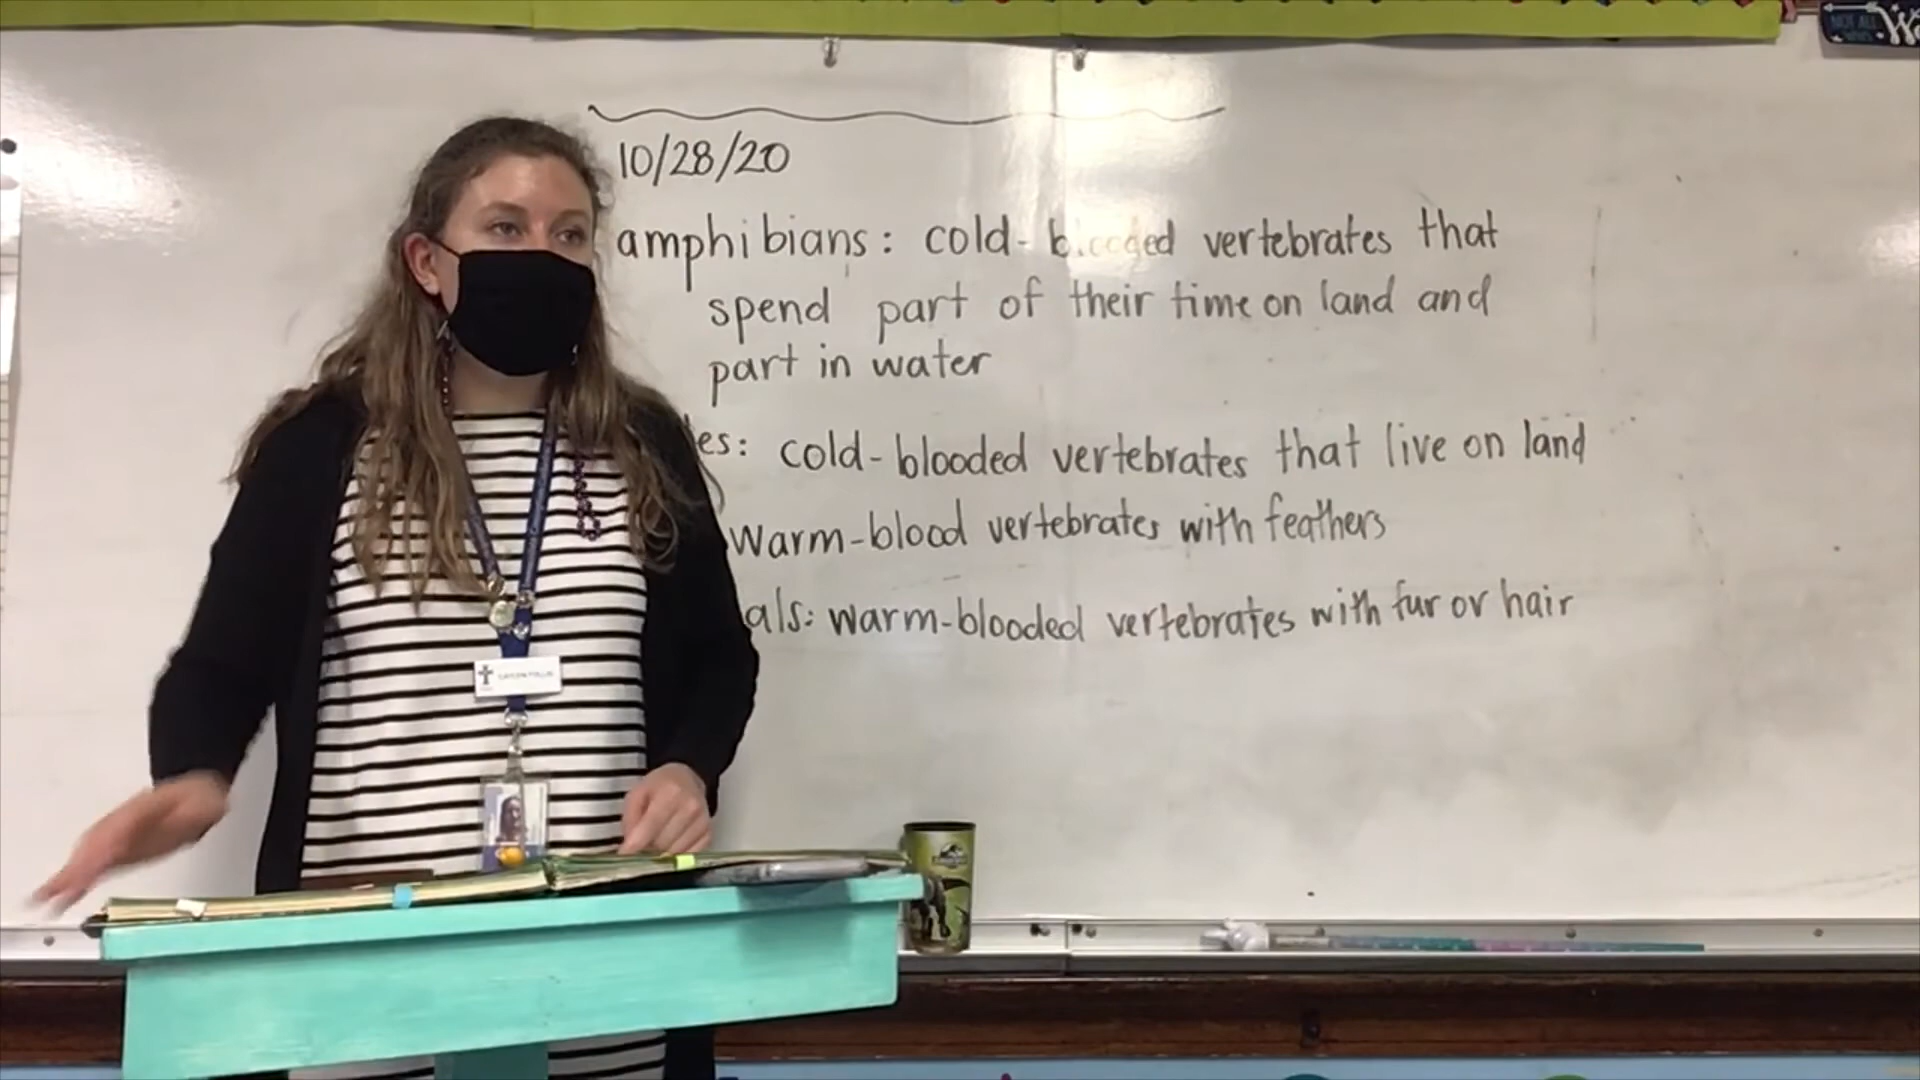 NOT ALL
10/28/20
amphibians: cold-blooded vertebrates that
spend part of their time on land and
part in water
es: cold-blooded vertebrates that live on land
warm-blood vertebrates with feathers
als: warm-blooded vertebrates with fur or hair